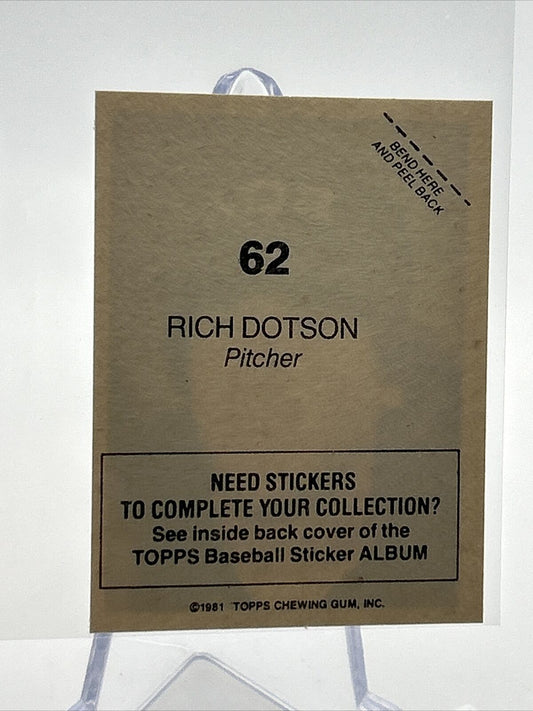 BEND HERE
AND PEEL BACK
62
RICH DOTSON
Pitcher
NEED STICKERS
TO COMPLETE YOUR COLLECTION?
See inside back cover of the
TOPPS Baseball Sticker ALBUM
©1981 TOPPS CHEWING GUM, INC.